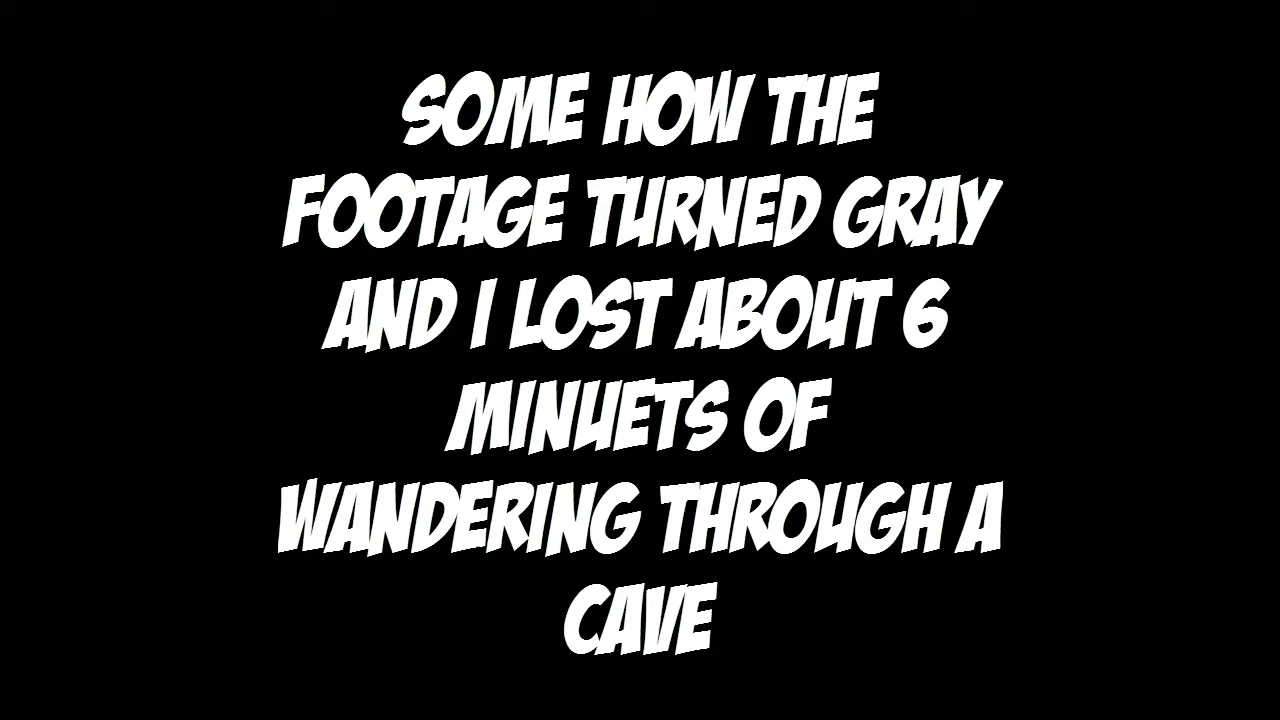 SOME HOW THE
FOOTAGE TURNED GRAY
AND I LOST ABOUT 6
MINUETS OF
WANDERING THROUGH A
CAVE